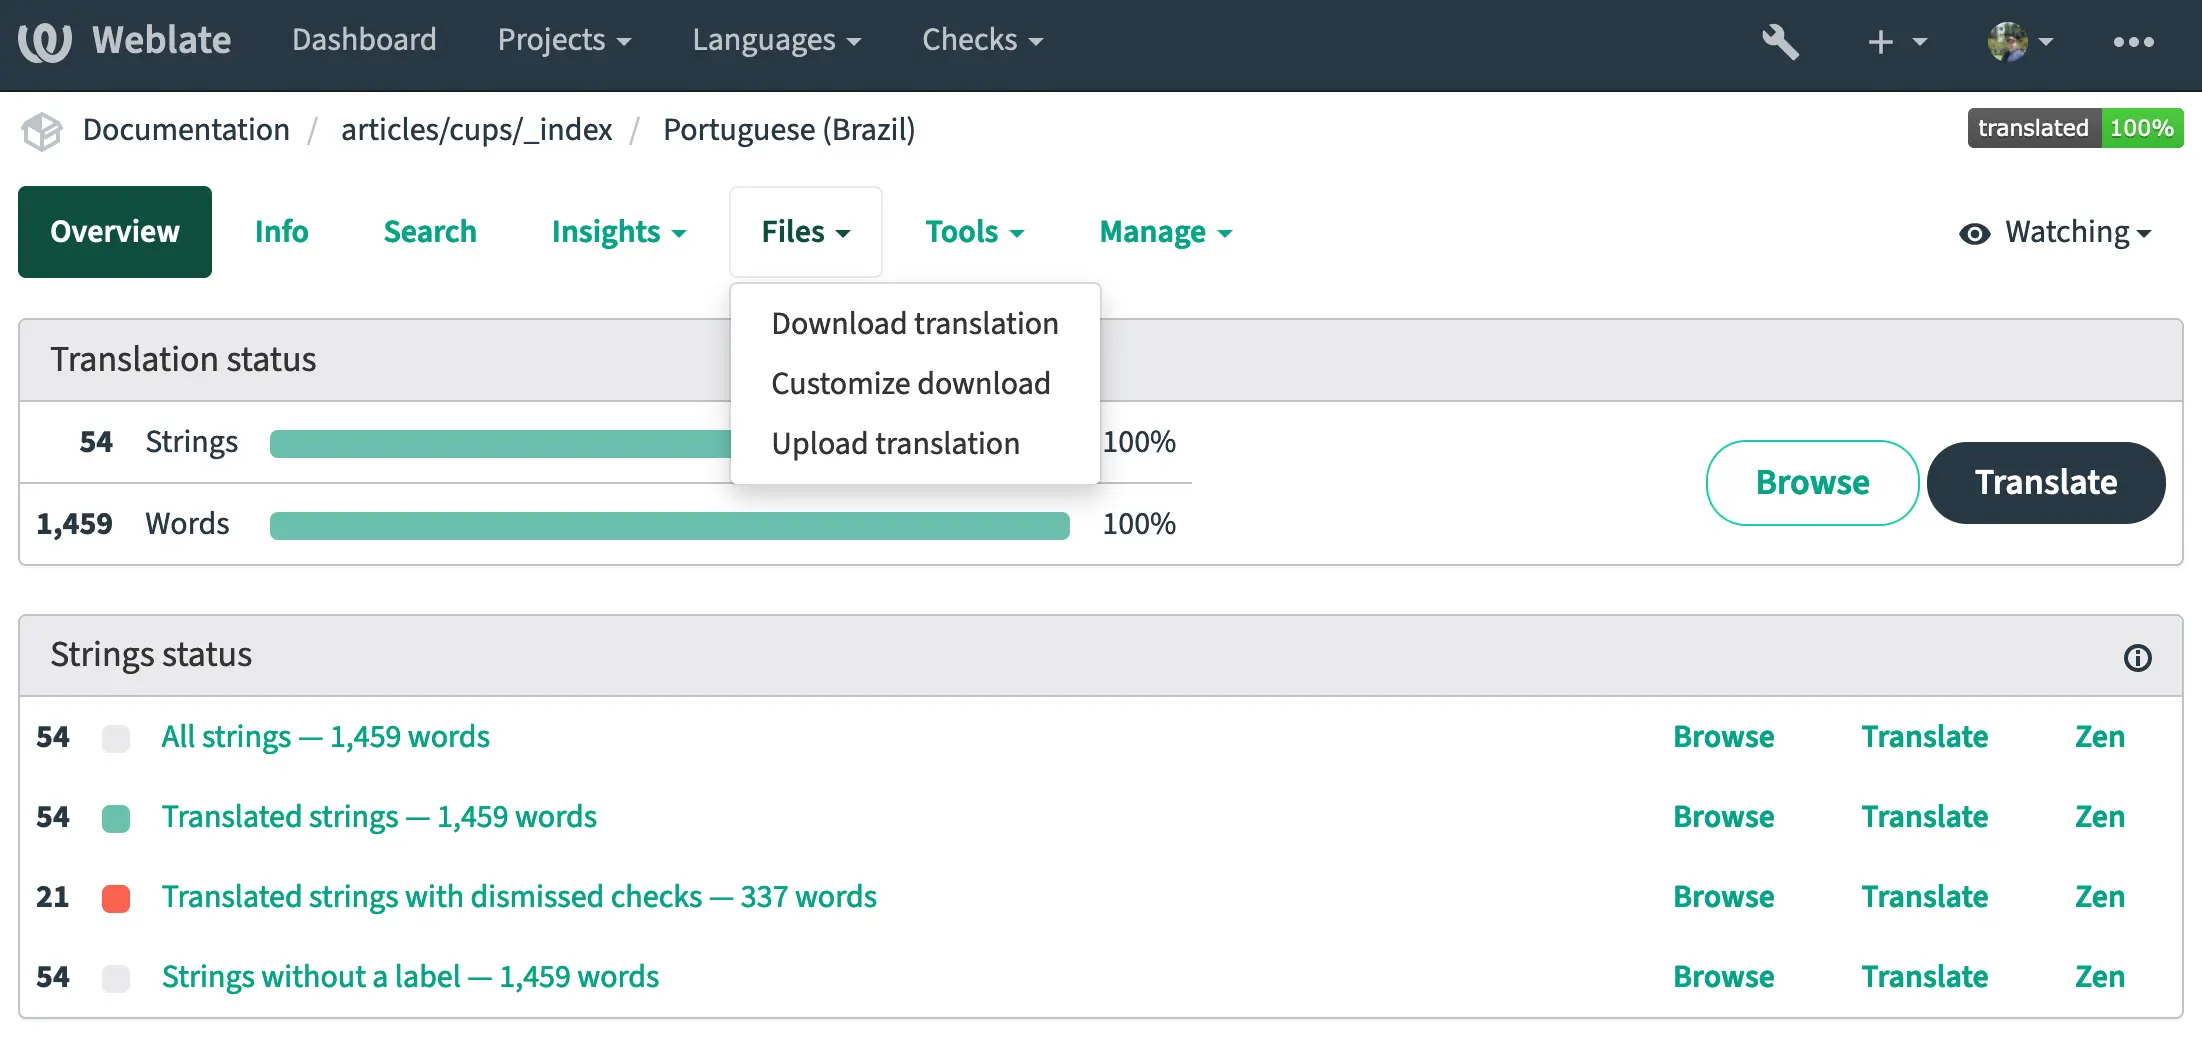 Weblate Dashboard Projects Languages Checks
Documentation / articles/cups/_index / Portuguese (Brazil) translated 100%
Overview Info Search Insights Files Tools Manage Watching
Download translation
Customize download
Upload translation
Translation status
54 Strings 100%
1,459 Words 100%
Browse Translate
Strings status
54 All strings — 1,459 words Browse Translate Zen
54 Translated strings — 1,459 words Browse Translate Zen
21 Translated strings with dismissed checks — 337 words Browse Translate Zen
54 Strings without a label — 1,459 words Browse Translate Zen